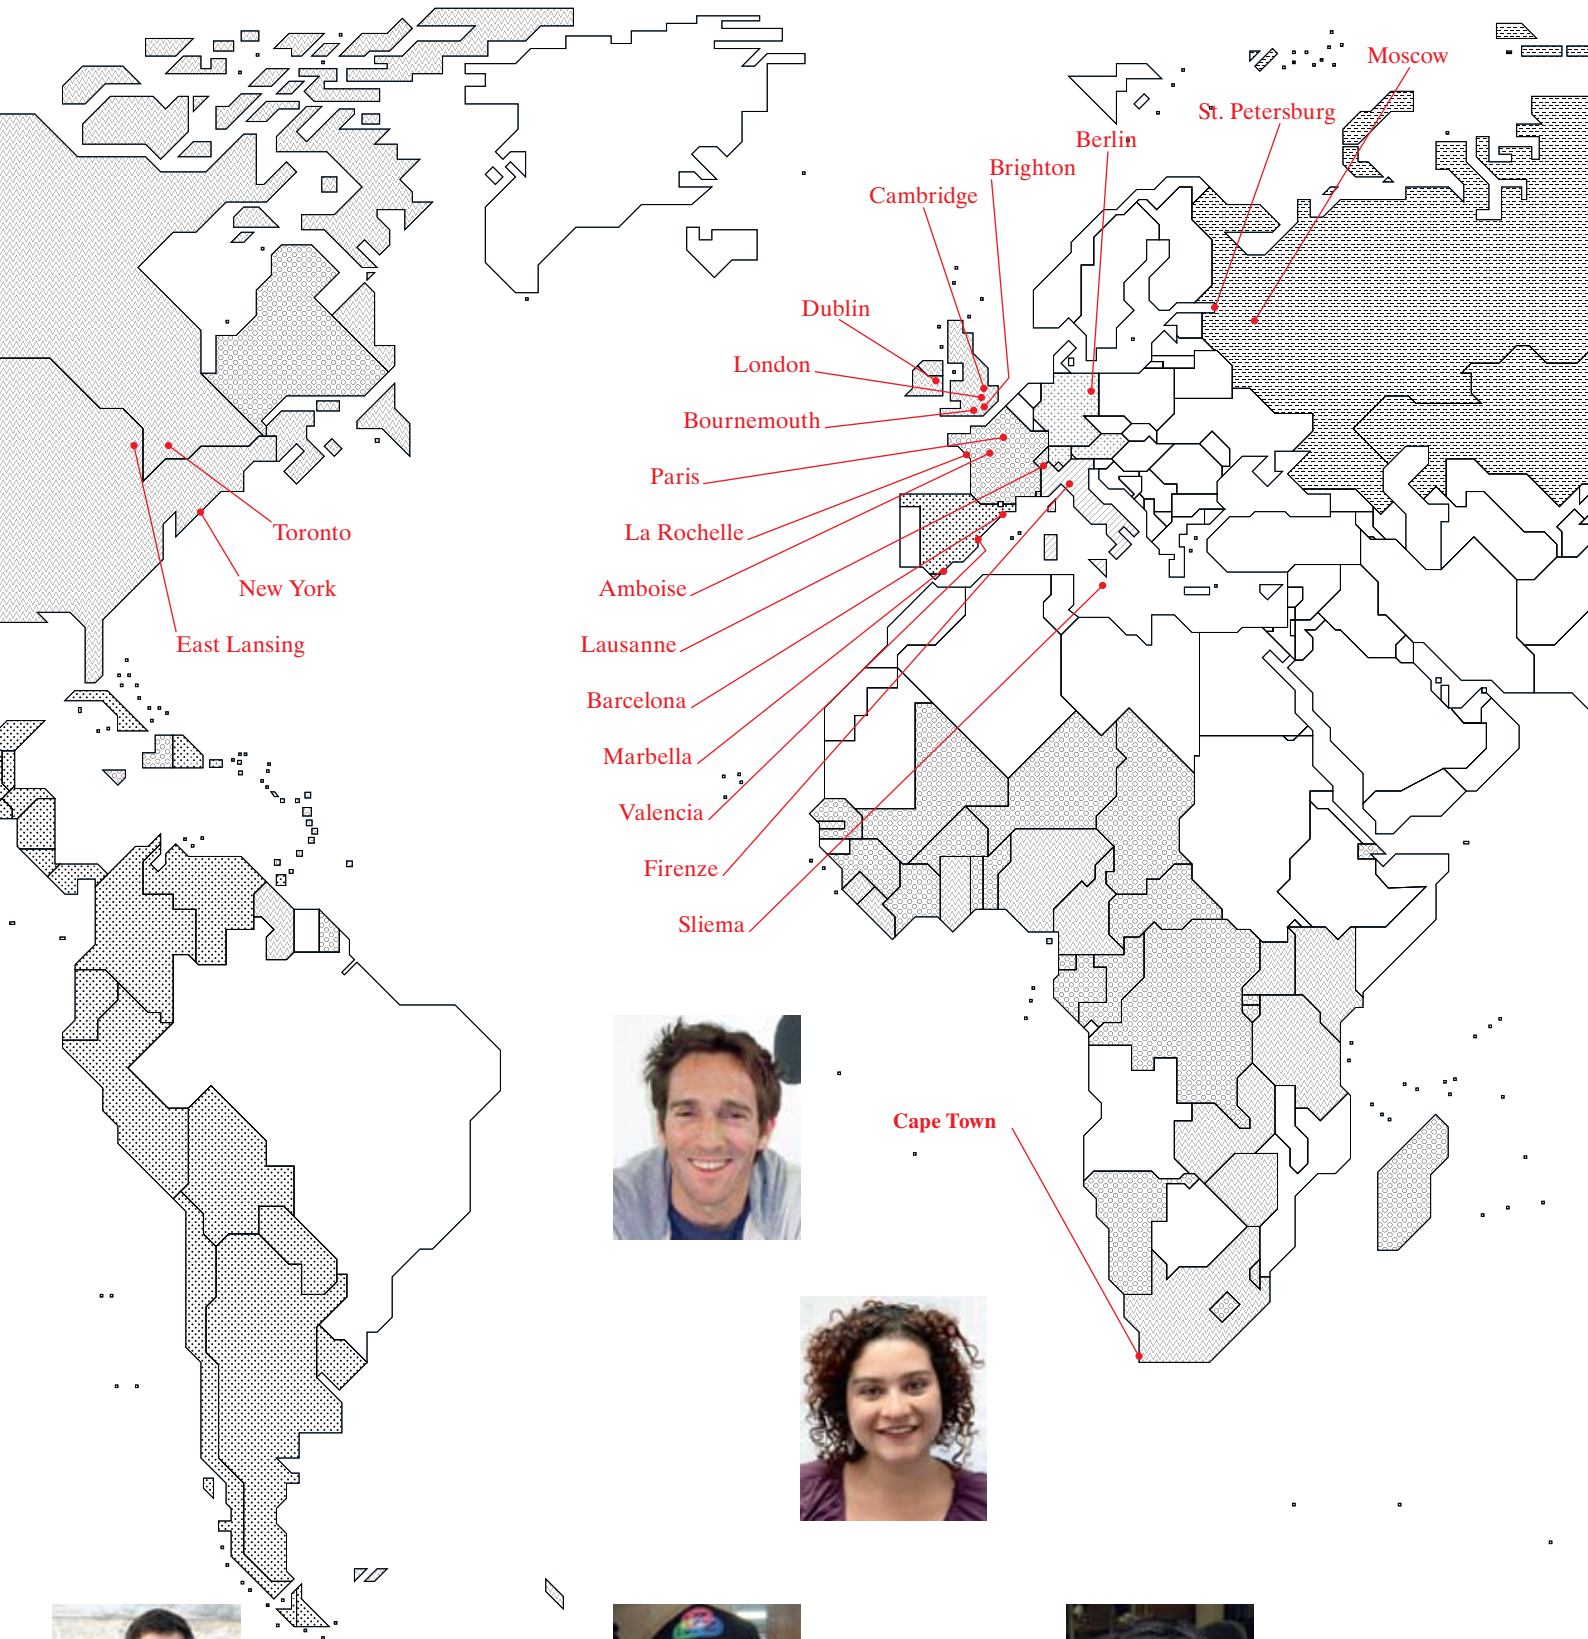 Moscow
St. Petersburg
Berlin
Brighton
Cambridge
Dublin
London
Bournemouth
Paris
La Rochelle
Toronto
Amboise
New York
Lausanne
East Lansing
Barcelona
Marbella
Valencia
Firenze
Sliema
Cape Town